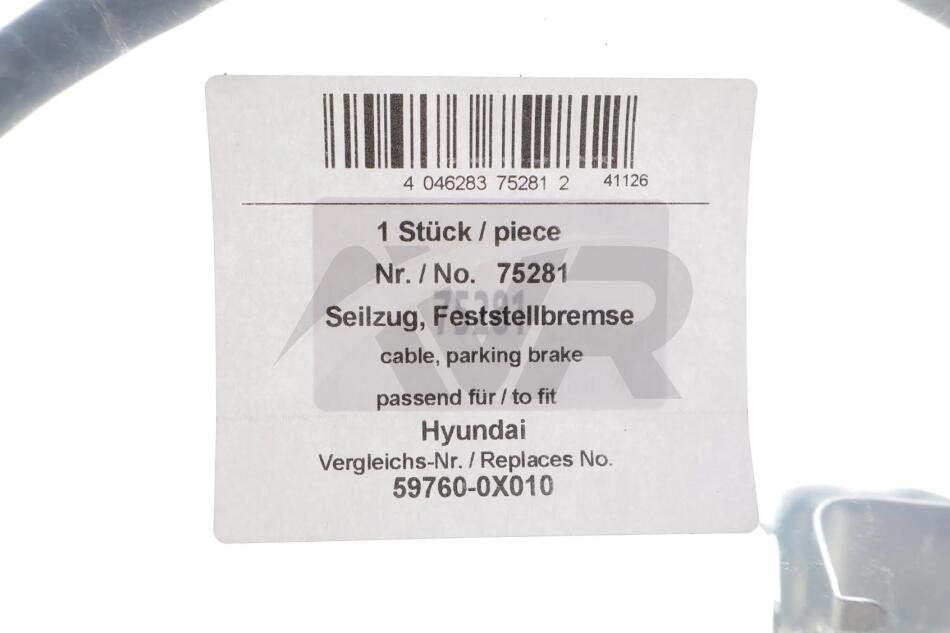 4 046283 75281 2 41126
1 Stück / piece
Nr. / No. 75281
75281
Seilzug, Feststellbremse
cable, parking brake
passend für / to fit
Hyundai
Vergleichs-Nr. / Replaces No.
59760-0X010